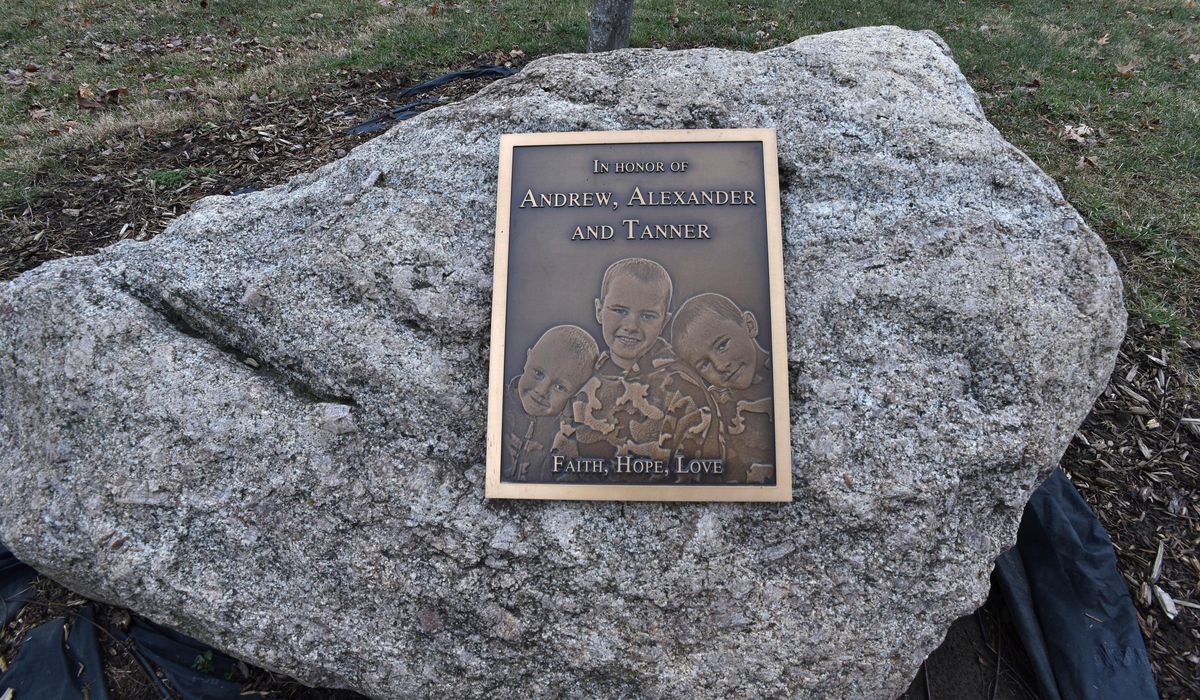 In honor of
Andrew, Alexander
and Tanner
Faith, Hope, Love